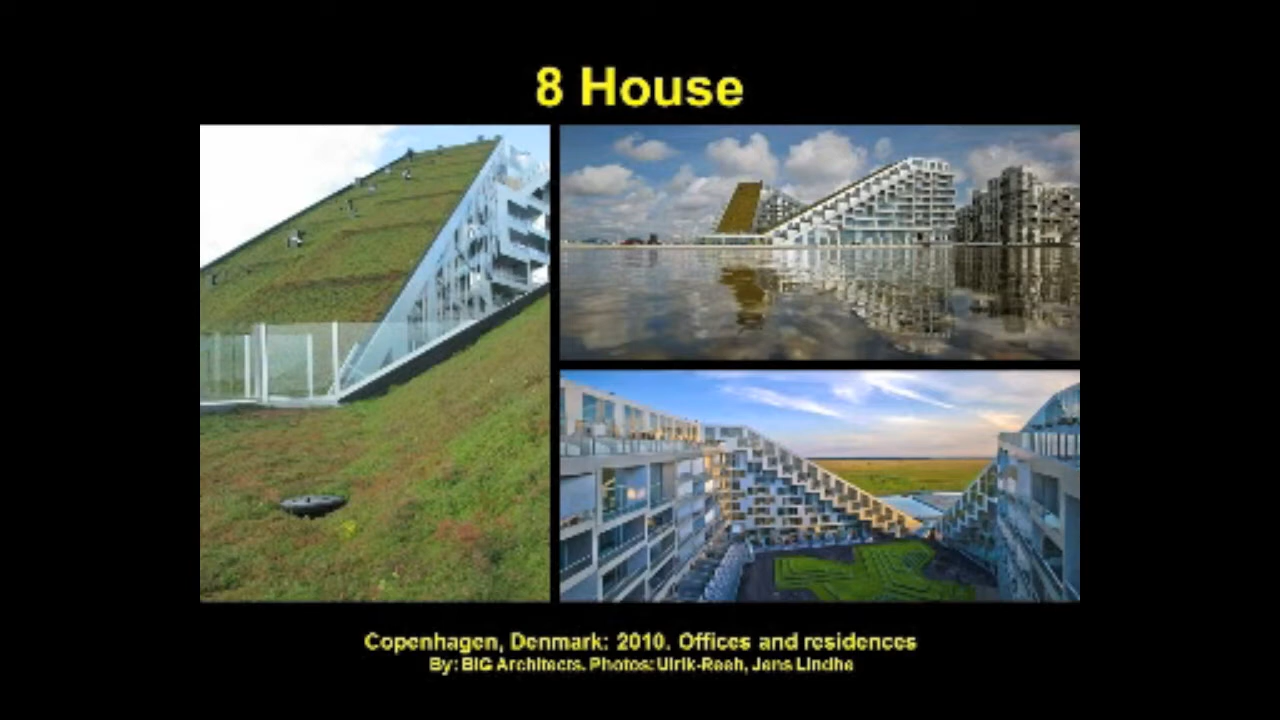 8 House
Copenhagen, Denmark: 2010. Offices and residences
By: BIG Architects. Photos: Ulrik-Reeh, Jens Lindhe